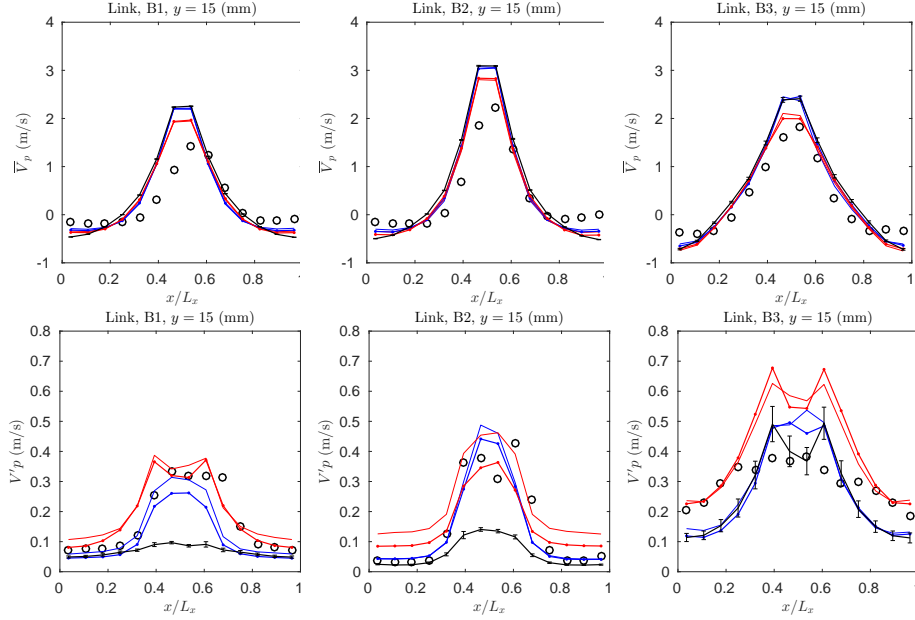 Link, B1, y = 15 (mm)
Link, B2, y = 15 (mm)
Link, B3, y = 15 (mm)
4
3
2
1
0
-1
V̅p (m/s)
0 0.2 0.4 0.6 0.8 1
x/Lx
4
3
2
1
0
-1
V̅p (m/s)
0 0.2 0.4 0.6 0.8 1
x/Lx
4
3
2
1
0
-1
V̅p (m/s)
0 0.2 0.4 0.6 0.8 1
x/Lx
Link, B1, y = 15 (mm)
Link, B2, y = 15 (mm)
Link, B3, y = 15 (mm)
0.8
0.7
0.6
0.5
0.4
0.3
0.2
0.1
0
V'p (m/s)
0 0.2 0.4 0.6 0.8 1
x/Lx
0.8
0.7
0.6
0.5
0.4
0.3
0.2
0.1
0
V'p (m/s)
0 0.2 0.4 0.6 0.8 1
x/Lx
0.8
0.7
0.6
0.5
0.4
0.3
0.2
0.1
0
V'p (m/s)
0 0.2 0.4 0.6 0.8 1
x/Lx